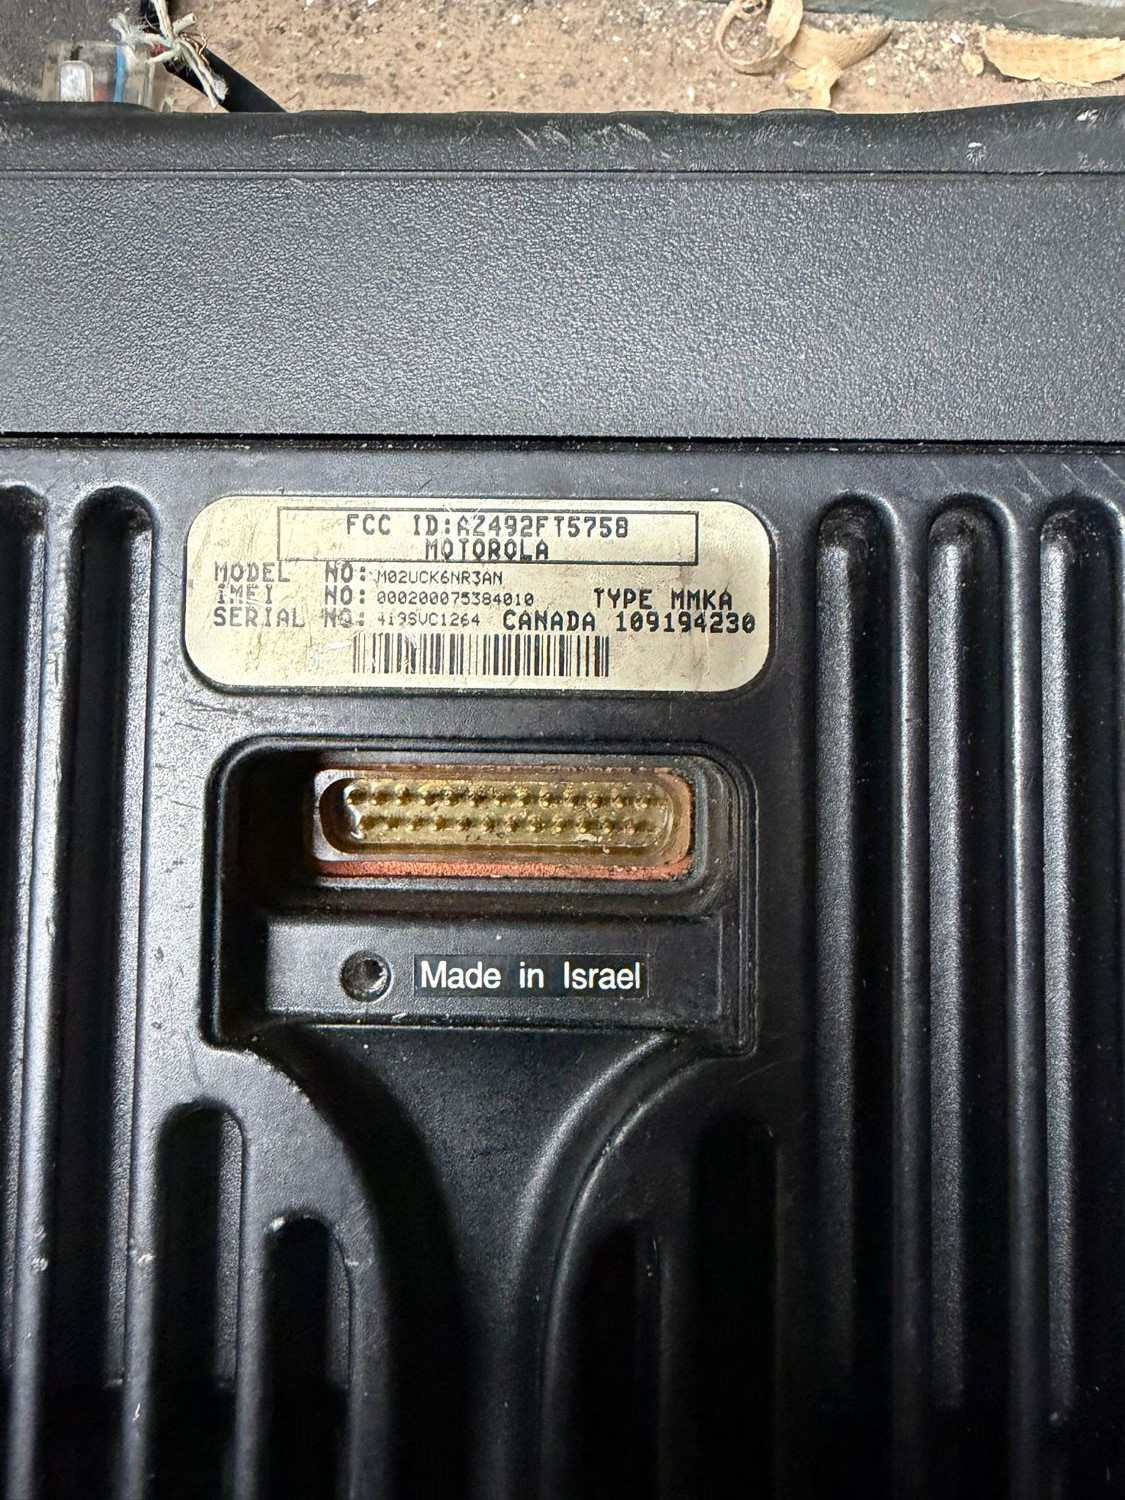 FCC ID:AZ492FT5758
MOTOROLA
MODEL NO: M02UCK6NR3AN
IMEI NO: 000200075384010 TYPE MMKA
SERIAL NO: 419SVC1264 CANADA 109194230
Made in Israel